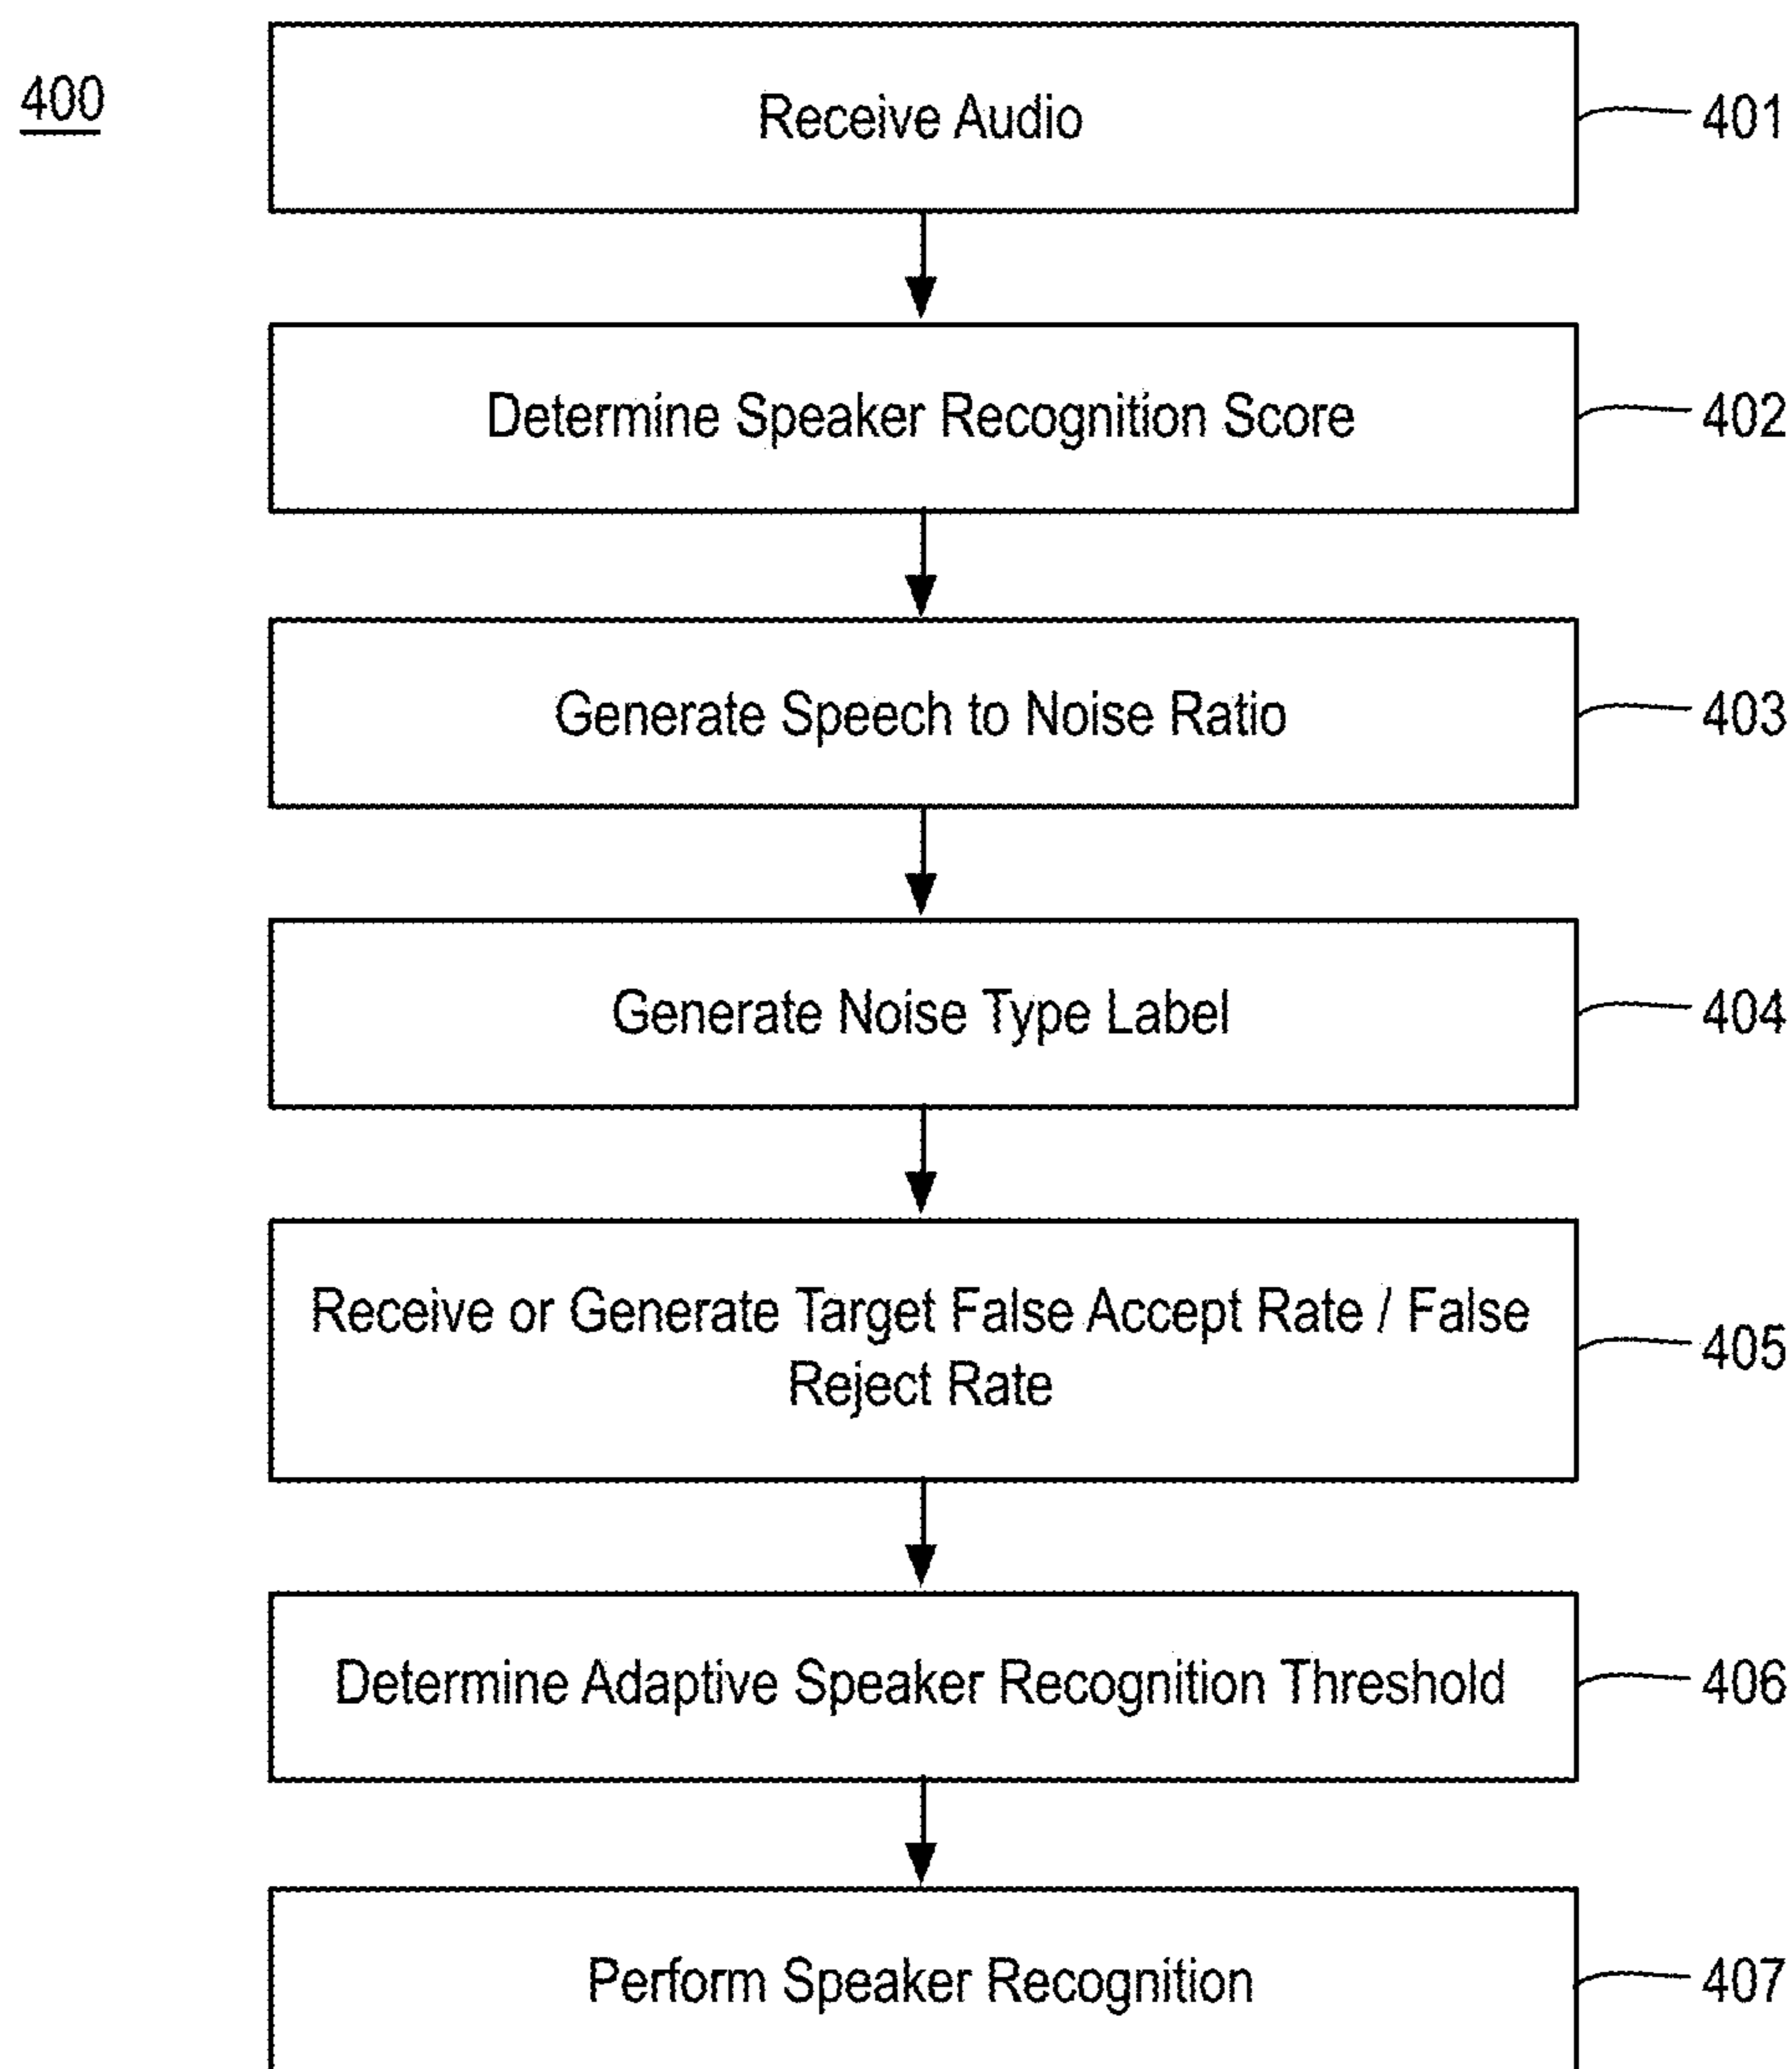 400
Receive Audio
401
Determine Speaker Recognition Score
402
Generate Speech to Noise Ratio
403
Generate Noise Type Label
404
Receive or Generate Target False Accept Rate / False
Reject Rate
405
Determine Adaptive Speaker Recognition Threshold
406
Perform Speaker Recognition
407